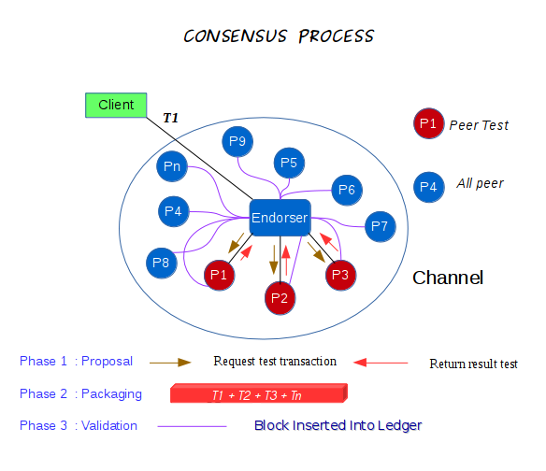 CONSENSUS PROCESS
Client
T1
P9
P1
Peer Test
Pn
P5
P4
All peer
P6
P4
Endorser
P7
P8
P1
P2
P3
Channel
Phase 1 : Proposal
Request test transaction
Return result test
Phase 2 : Packaging
T1 + T2 + T3 + Tn
Phase 3 : Validation
Block Inserted Into Ledger